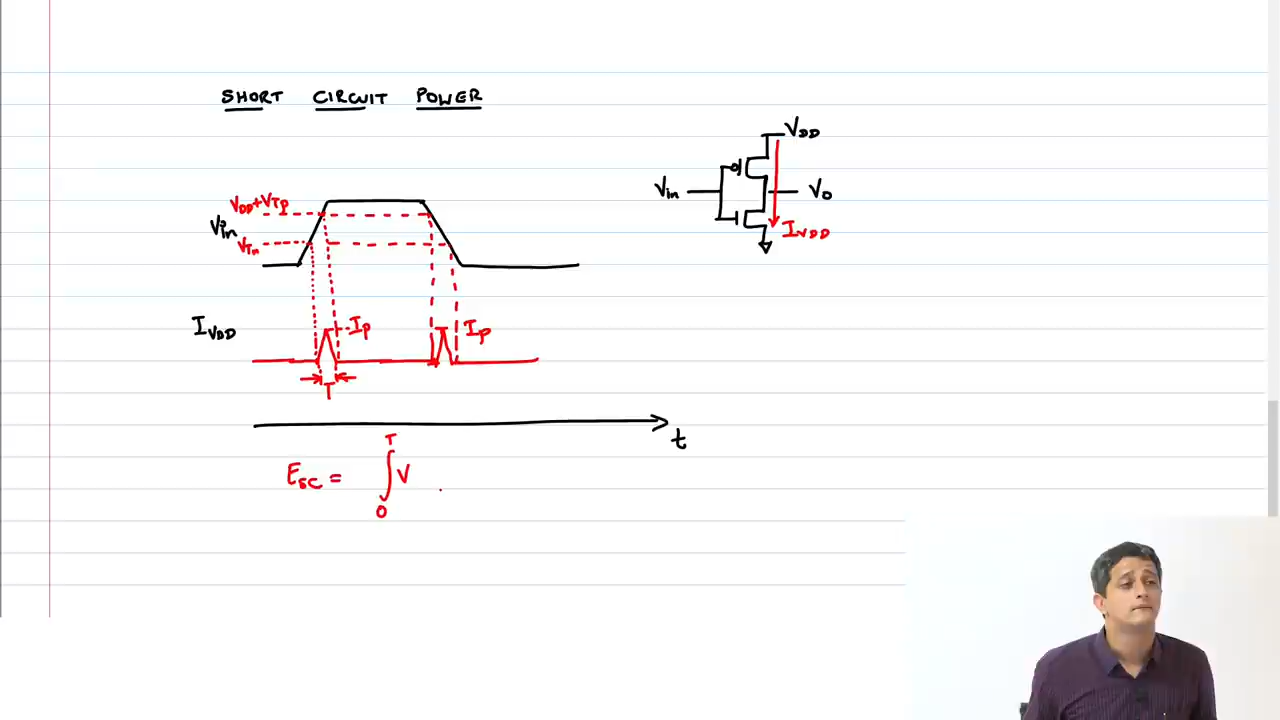 SHORT CIRCUIT POWER
VDD
Vin
VO
IVDD
VDD+VTp
Vin
VTn
IVDD
Ip
Ip
T
t
T
ESC = ∫ V
0